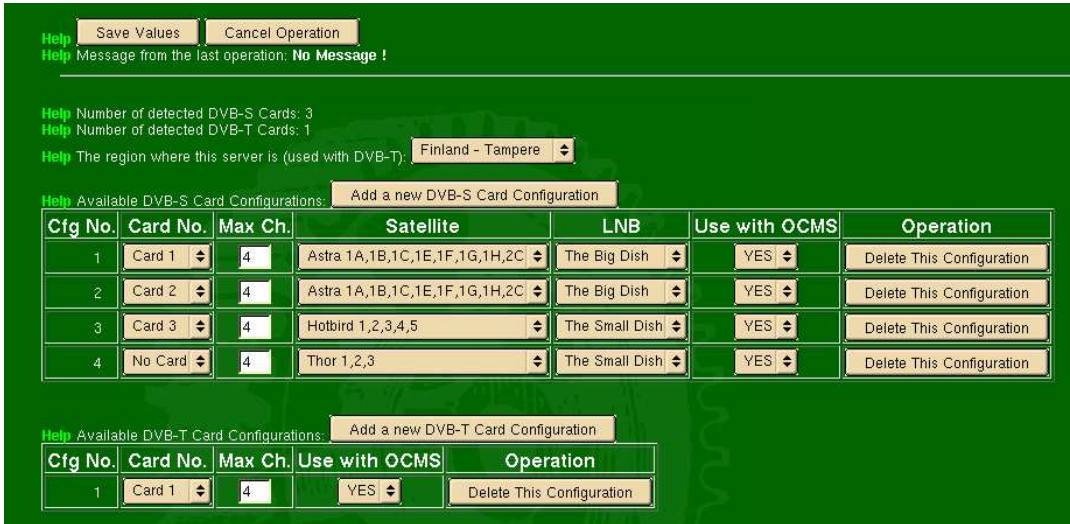 Help Save Values Cancel Operation
Help Message from the last operation: No Message !
Help Number of detected DVB-S Cards: 3
Help Number of detected DVB-T Cards: 1
Help The region where this server is (used with DVB-T): Finland - Tampere
Help Available DVB-S Card Configurations: Add a new DVB-S Card Configuration
Cfg No. Card No. Max Ch. Satellite LNB Use with OCMS Operation
1 Card 1 4 Astra 1A,1B,1C,1E,1F,1G,1H,2C The Big Dish YES Delete This Configuration
2 Card 2 4 Astra 1A,1B,1C,1E,1F,1G,1H,2C The Big Dish YES Delete This Configuration
3 Card 3 4 Hotbird 1,2,3,4,5 The Small Dish YES Delete This Configuration
4 No Card 4 Thor 1,2,3 The Small Dish YES Delete This Configuration
Help Available DVB-T Card Configurations: Add a new DVB-T Card Configuration
Cfg No. Card No. Max Ch. Use with OCMS Operation
1 Card 1 4 YES Delete This Configuration